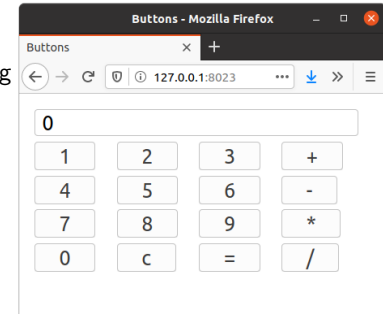 Buttons - Mozilla Firefox
Buttons × +
g
127.0.0.1:8023
0
1 2 3 +
4 5 6 -
7 8 9 *
0 c = /